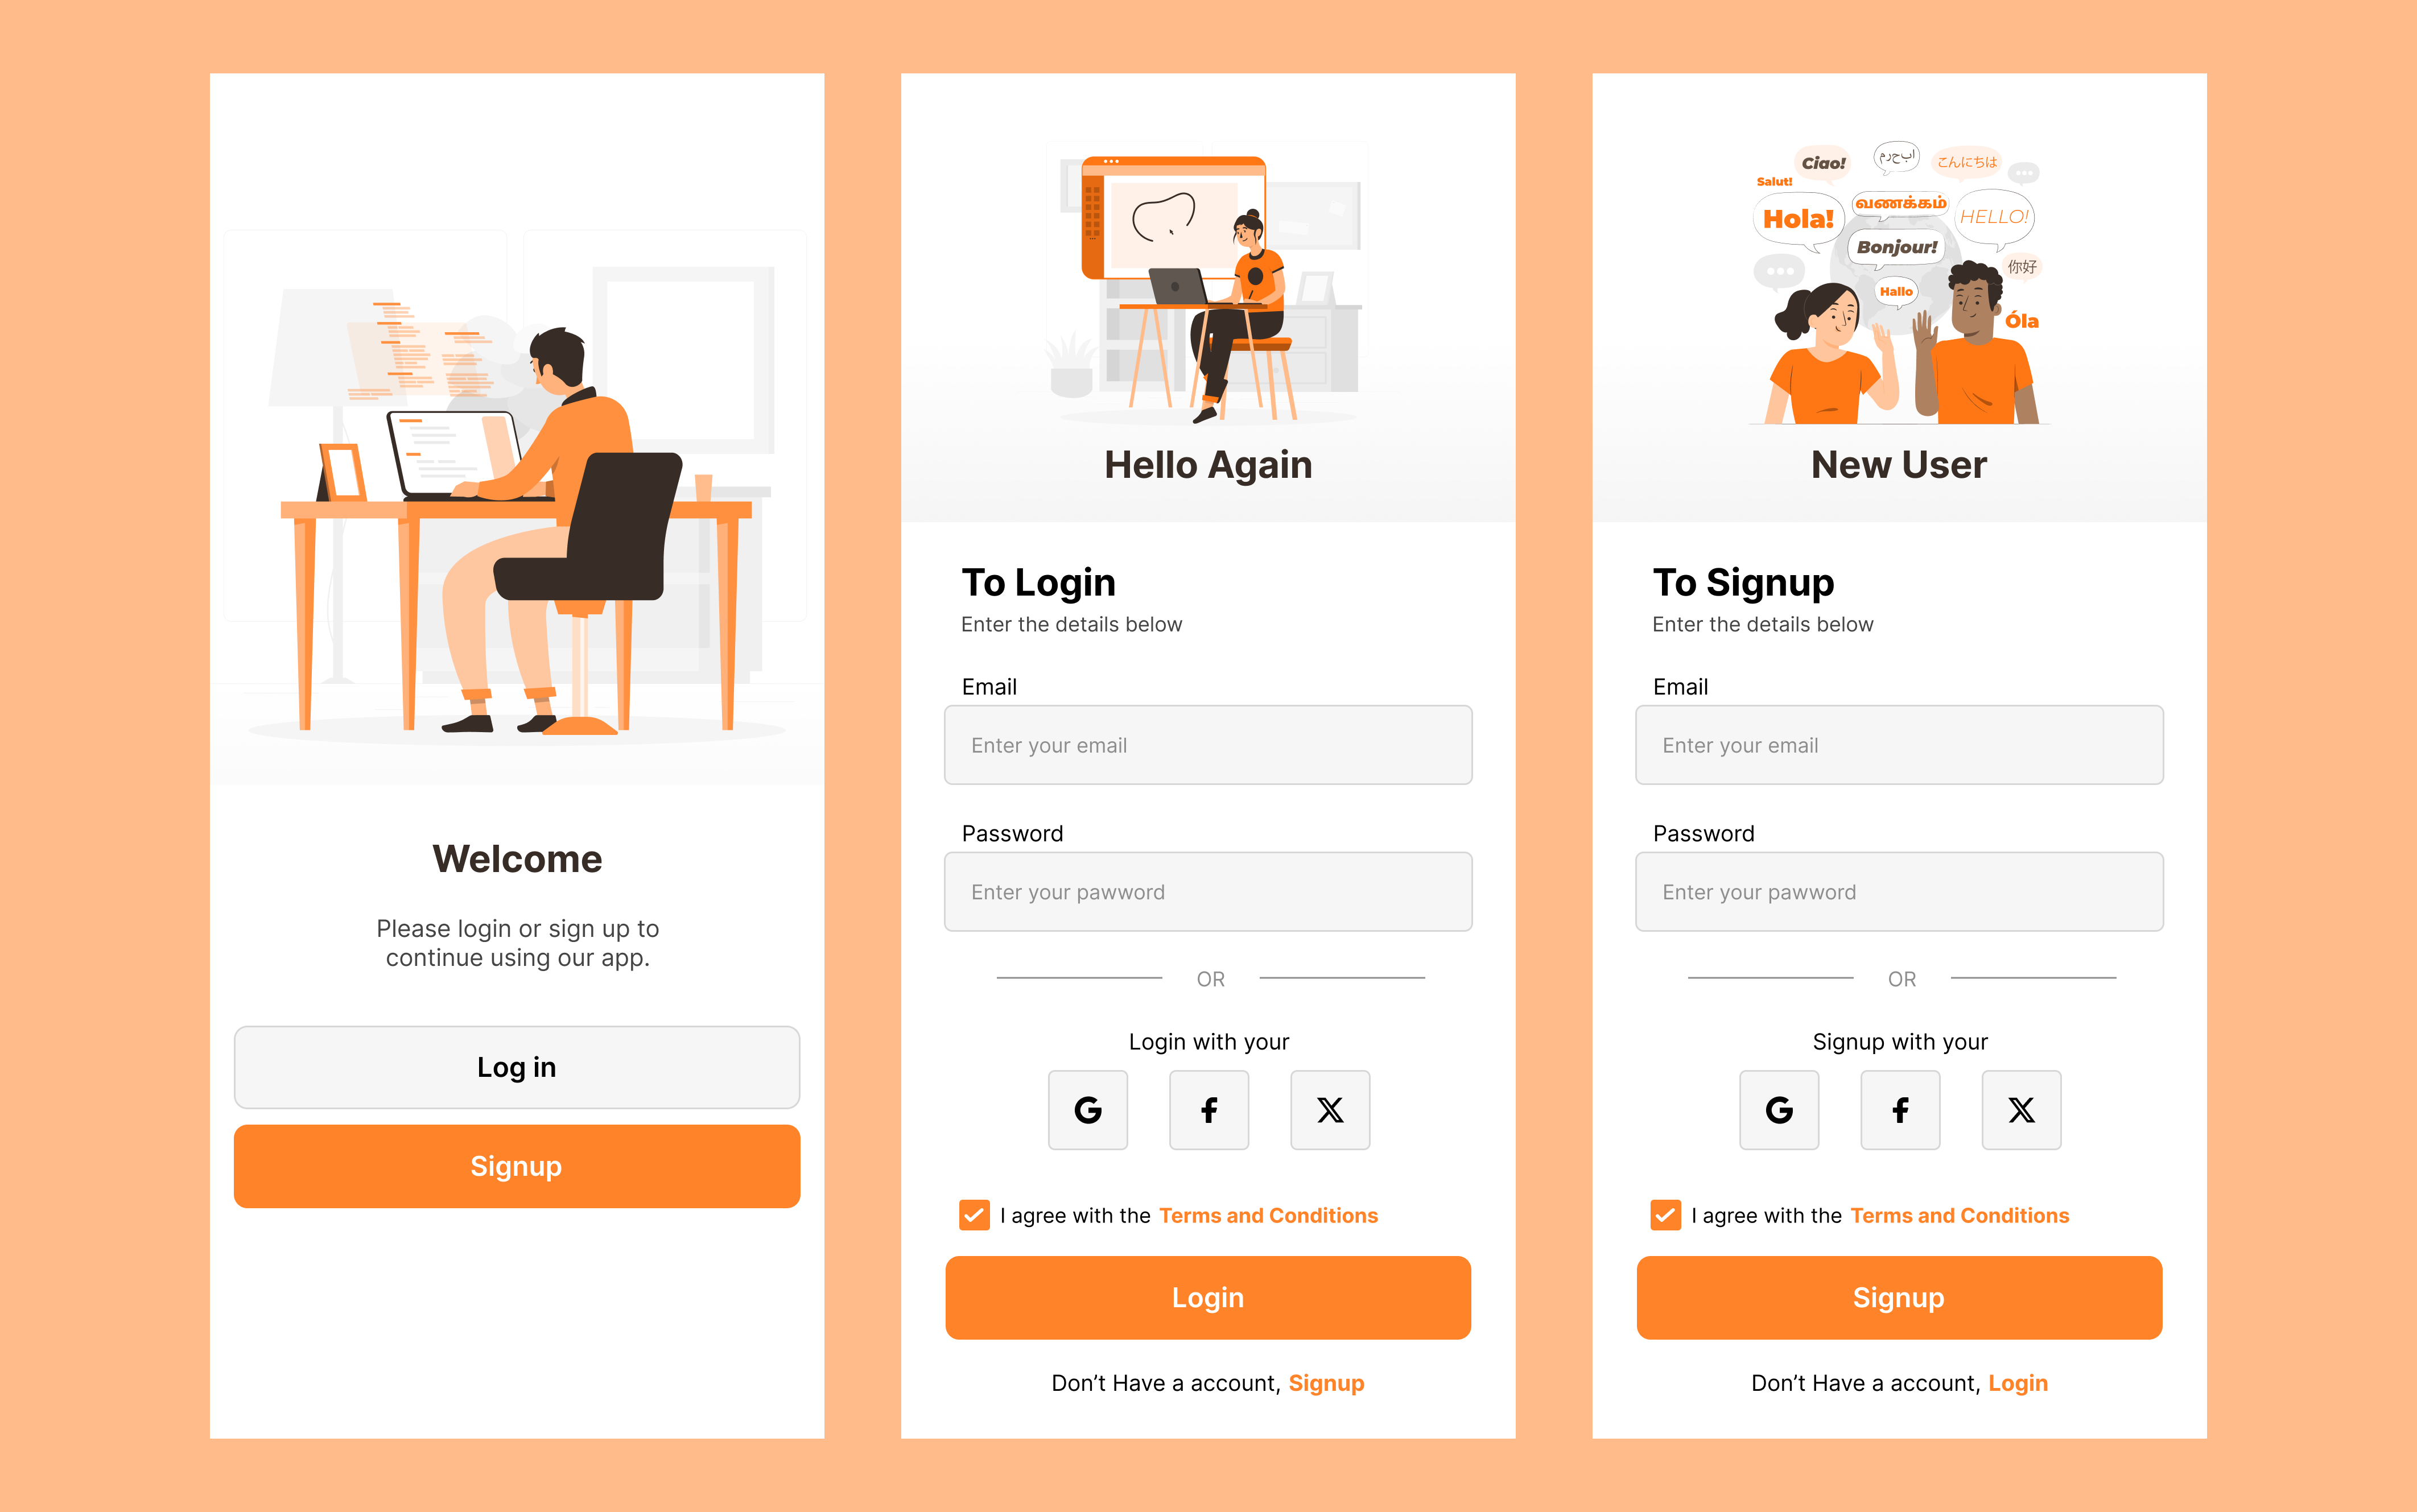 Welcome
Please login or sign up to
continue using our app.
Log in
Signup
Hello Again
To Login
Enter the details below
Email
Enter your email
Password
Enter your pawword
OR
Login with your
G f X
I agree with the Terms and Conditions
Login
Don’t Have a account, Signup
Ciao!
ابحرم
こんにちは
Salut!
Hola!
வணக்கம்
HELLO!
Bonjour!
你好
Hallo
Óla
New User
To Signup
Enter the details below
Email
Enter your email
Password
Enter your pawword
OR
Signup with your
G f X
I agree with the Terms and Conditions
Signup
Don’t Have a account, Login